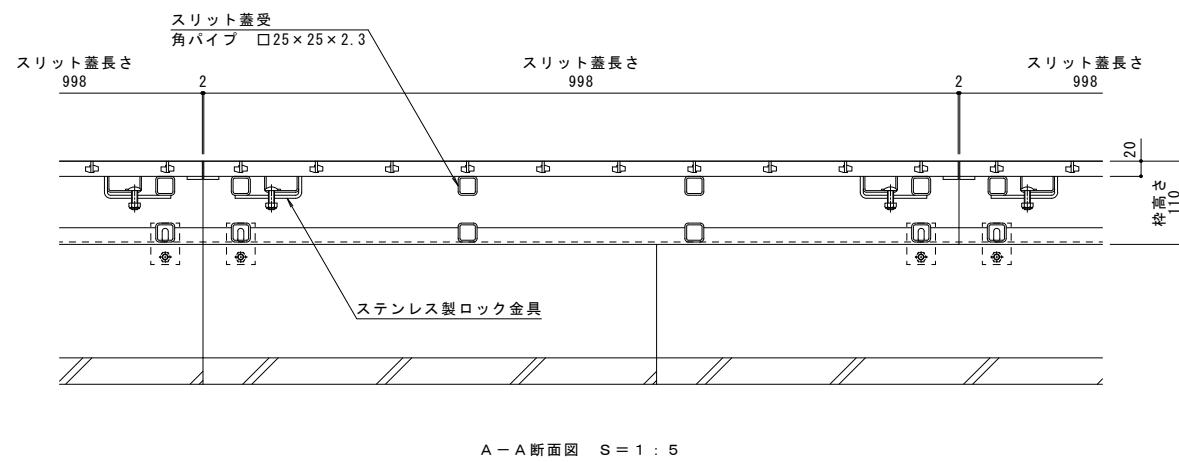 スリット蓋受
角パイプ　□25×25×2.3
スリット蓋長さ
998
2
スリット蓋長さ
998
2
スリット蓋長さ
998
20
枠高さ
110
ステンレス製ロック金具
A－A断面図　S＝1：5